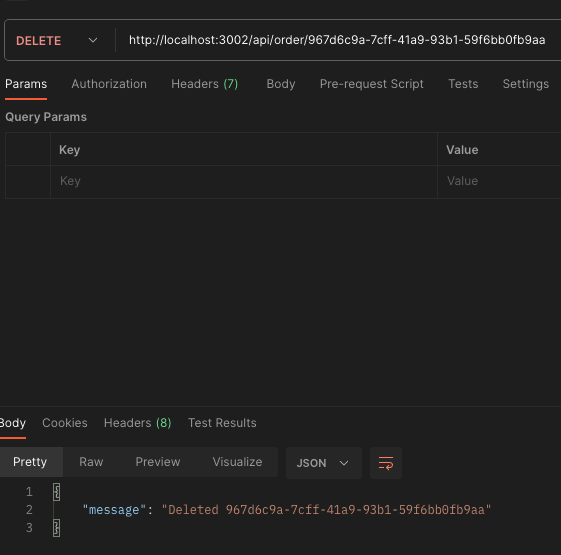 DELETE http://localhost:3002/api/order/967d6c9a-7cff-41a9-93b1-59f6bb0fb9aa
Params Authorization Headers (7) Body Pre-request Script Tests Settings
Query Params
Key Value
Key Value
Body Cookies Headers (8) Test Results
Pretty Raw Preview Visualize JSON
1 {
2 "message": "Deleted 967d6c9a-7cff-41a9-93b1-59f6bb0fb9aa"
3 }